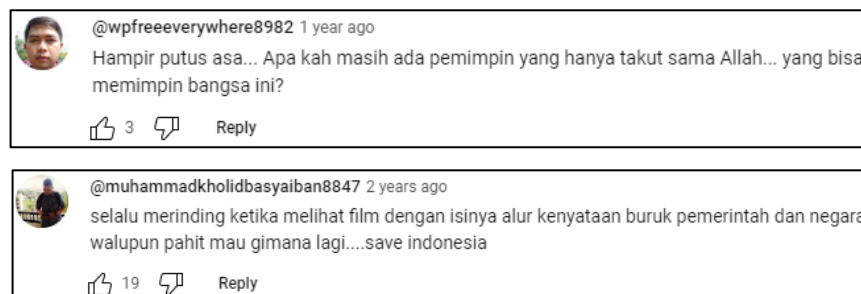 @wpfreeeverywhere8982 1 year ago
Hampir putus asa... Apa kah masih ada pemimpin yang hanya takut sama Allah... yang bisa
memimpin bangsa ini?
3 Reply
@muhammadkholidbasyaiban8847 2 years ago
selalu merinding ketika melihat film dengan isinya alur kenyataan buruk pemerintah dan negara
walupun pahit mau gimana lagi....save indonesia
19 Reply